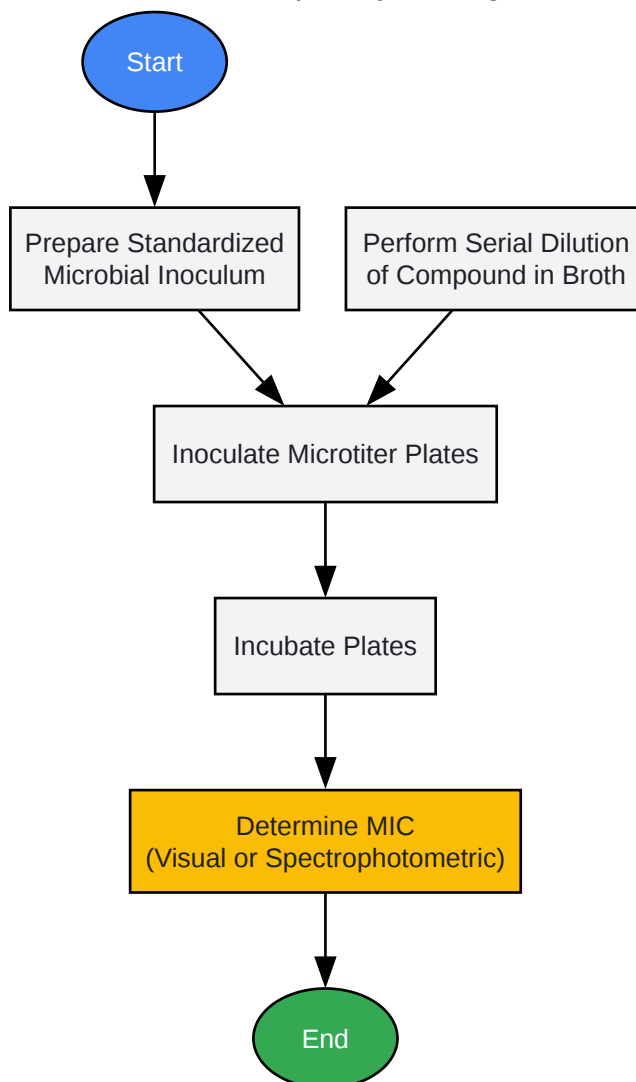 Start
Prepare Standardized
Microbial Inoculum
Perform Serial Dilution
of Compound in Broth
Inoculate Microtiter Plates
Incubate Plates
Determine MIC
(Visual or Spectrophotometric)
End